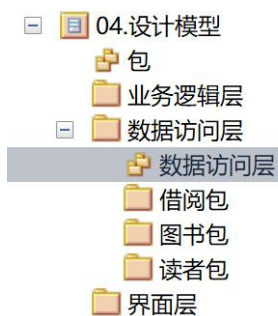 04.设计模型
包
业务逻辑层
数据访问层
数据访问层
借阅包
图书包
读者包
界面层